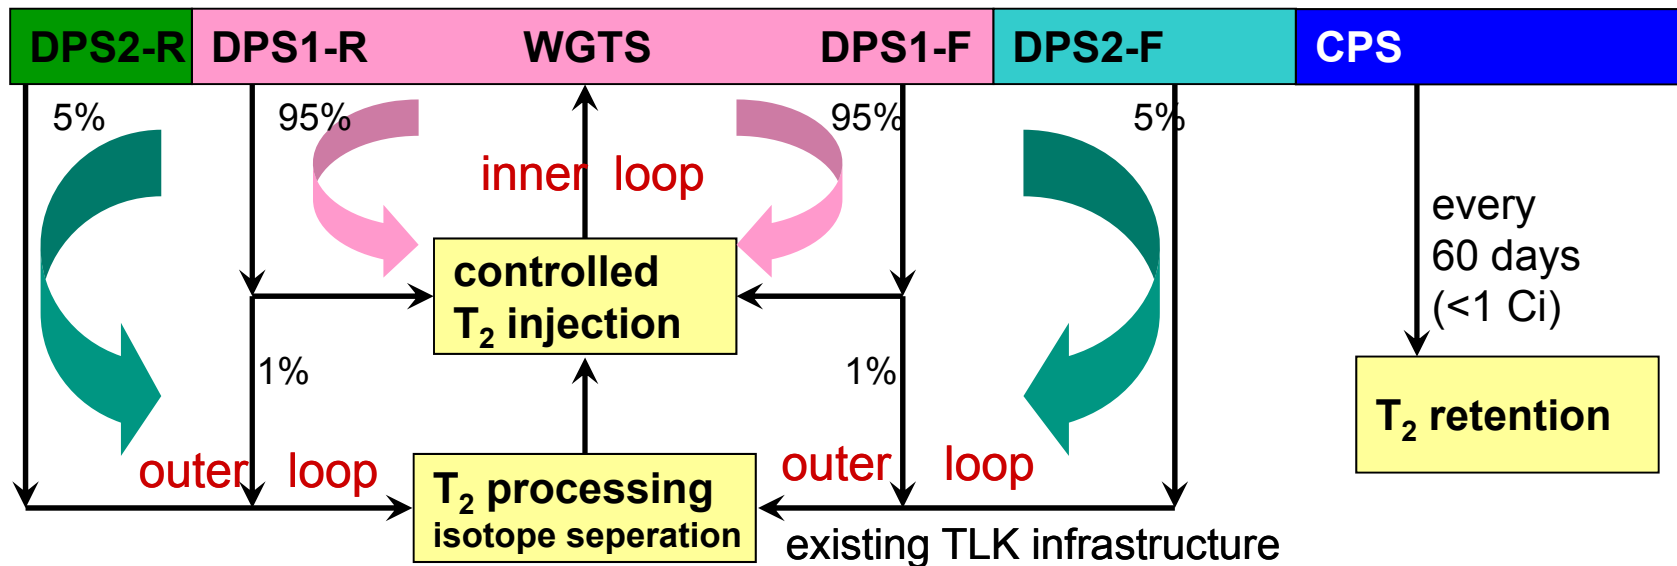 DPS2-R DPS1-R WGTS DPS1-F DPS2-F CPS
5% 95% 95% 5%
inner loop
every
60 days
(<1 Ci)
controlled
T₂ injection
1% 1%
T₂ retention
outer loop outer loop
T₂ processing
isotope seperation
existing TLK infrastructure